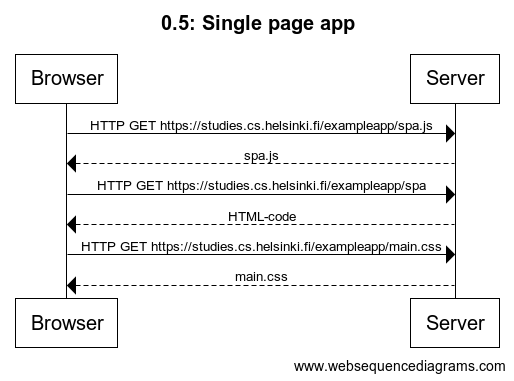 0.5: Single page app
Browser Server
HTTP GET https://studies.cs.helsinki.fi/exampleapp/spa.js
spa.js
HTTP GET https://studies.cs.helsinki.fi/exampleapp/spa
HTML-code
HTTP GET https://studies.cs.helsinki.fi/exampleapp/main.css
main.css
Browser Server
www.websequencediagrams.com